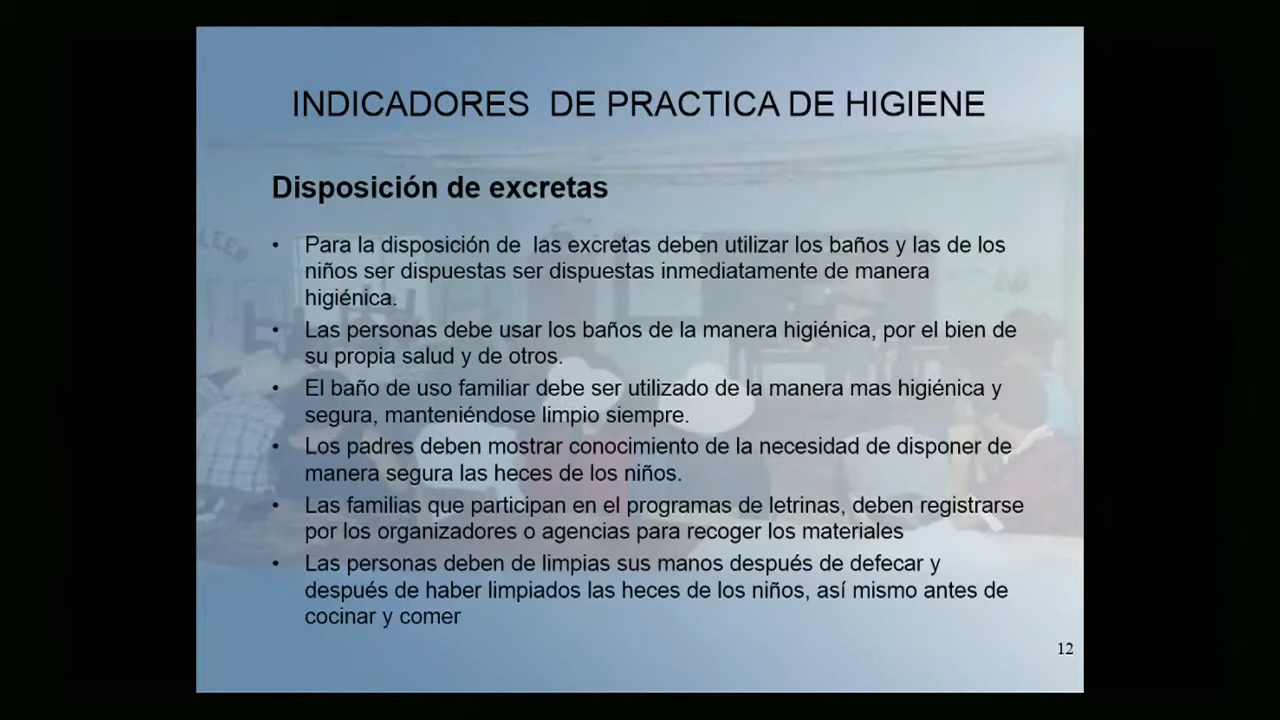 INDICADORES DE PRACTICA DE HIGIENE
Disposición de excretas
• Para la disposición de las excretas deben utilizar los baños y las de los
niños ser dispuestas ser dispuestas inmediatamente de manera
higiénica.
• Las personas debe usar los baños de la manera higiénica, por el bien de
su propia salud y de otros.
• El baño de uso familiar debe ser utilizado de la manera mas higiénica y
segura, manteniéndose limpio siempre.
• Los padres deben mostrar conocimiento de la necesidad de disponer de
manera segura las heces de los niños.
• Las familias que participan en el programas de letrinas, deben registrarse
por los organizadores o agencias para recoger los materiales
• Las personas deben de limpias sus manos después de defecar y
después de haber limpiados las heces de los niños, así mismo antes de
cocinar y comer
12